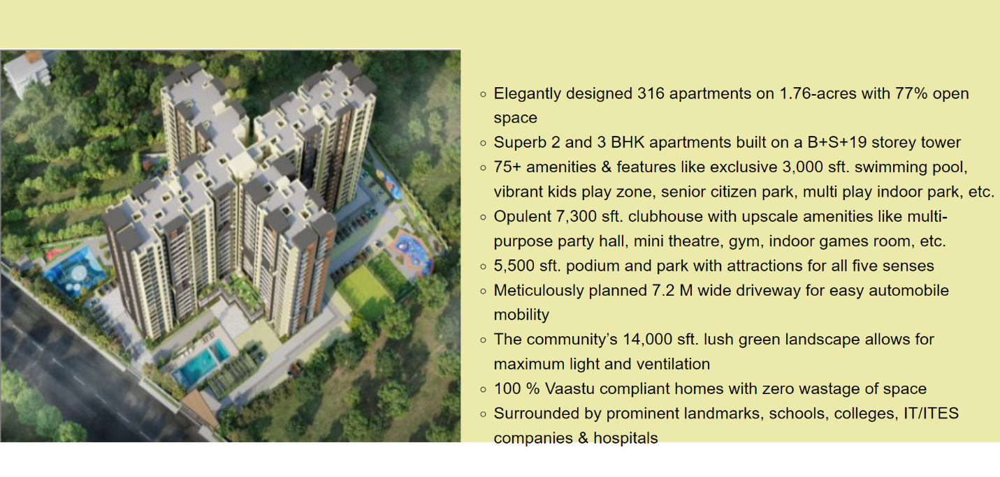 Elegantly designed 316 apartments on 1.76-acres with 77% open
space
Superb 2 and 3 BHK apartments built on a B+S+19 storey tower
75+ amenities & features like exclusive 3,000 sft. swimming pool,
vibrant kids play zone, senior citizen park, multi play indoor park, etc.
Opulent 7,300 sft. clubhouse with upscale amenities like multi-
purpose party hall, mini theatre, gym, indoor games room, etc.
5,500 sft. podium and park with attractions for all five senses
Meticulously planned 7.2 M wide driveway for easy automobile
mobility
The community’s 14,000 sft. lush green landscape allows for
maximum light and ventilation
100 % Vaastu compliant homes with zero wastage of space
Surrounded by prominent landmarks, schools, colleges, IT/ITES
companies & hospitals